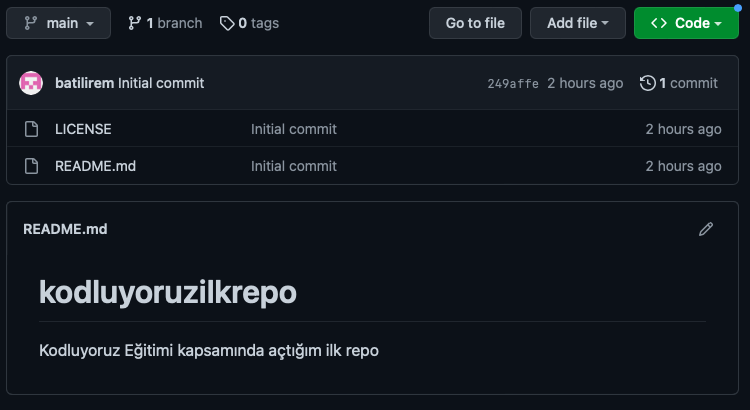 main 1 branch 0 tags Go to file Add file <> Code
batilirem Initial commit 249affe 2 hours ago 1 commit
LICENSE Initial commit 2 hours ago
README.md Initial commit 2 hours ago
README.md
kodluyoruzilkrepo
Kodluyoruz Eğitimi kapsamında açtığım ilk repo